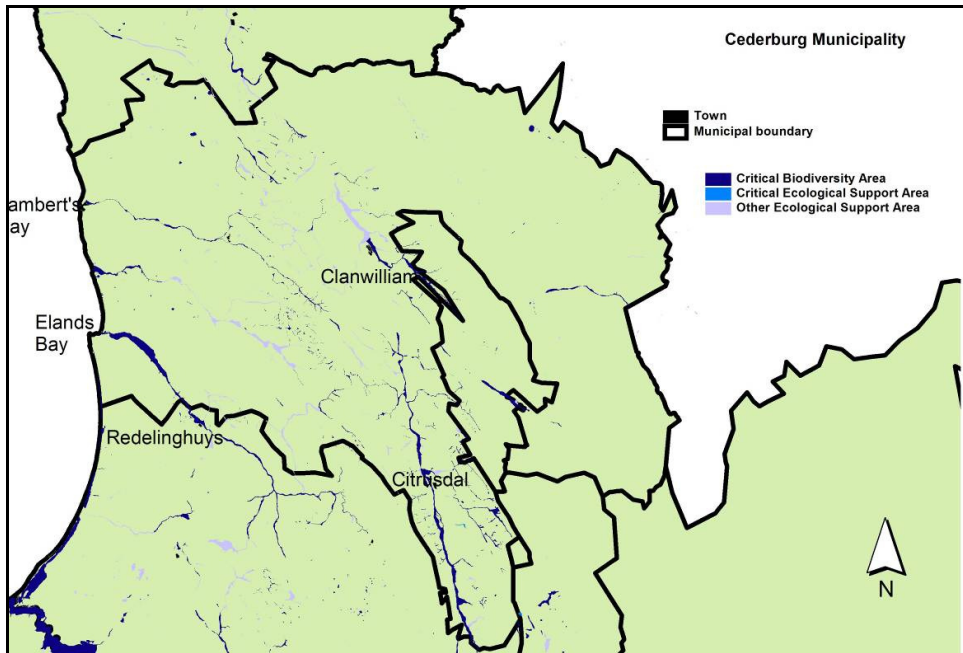 Cederburg Municipality
Town
Municipal boundary
Critical Biodiversity Area
Critical Ecological Support Area
Other Ecological Support Area
ambert's
ay
Clanwilliam
Elands
Bay
Redelinghuys
Citrusdal
N